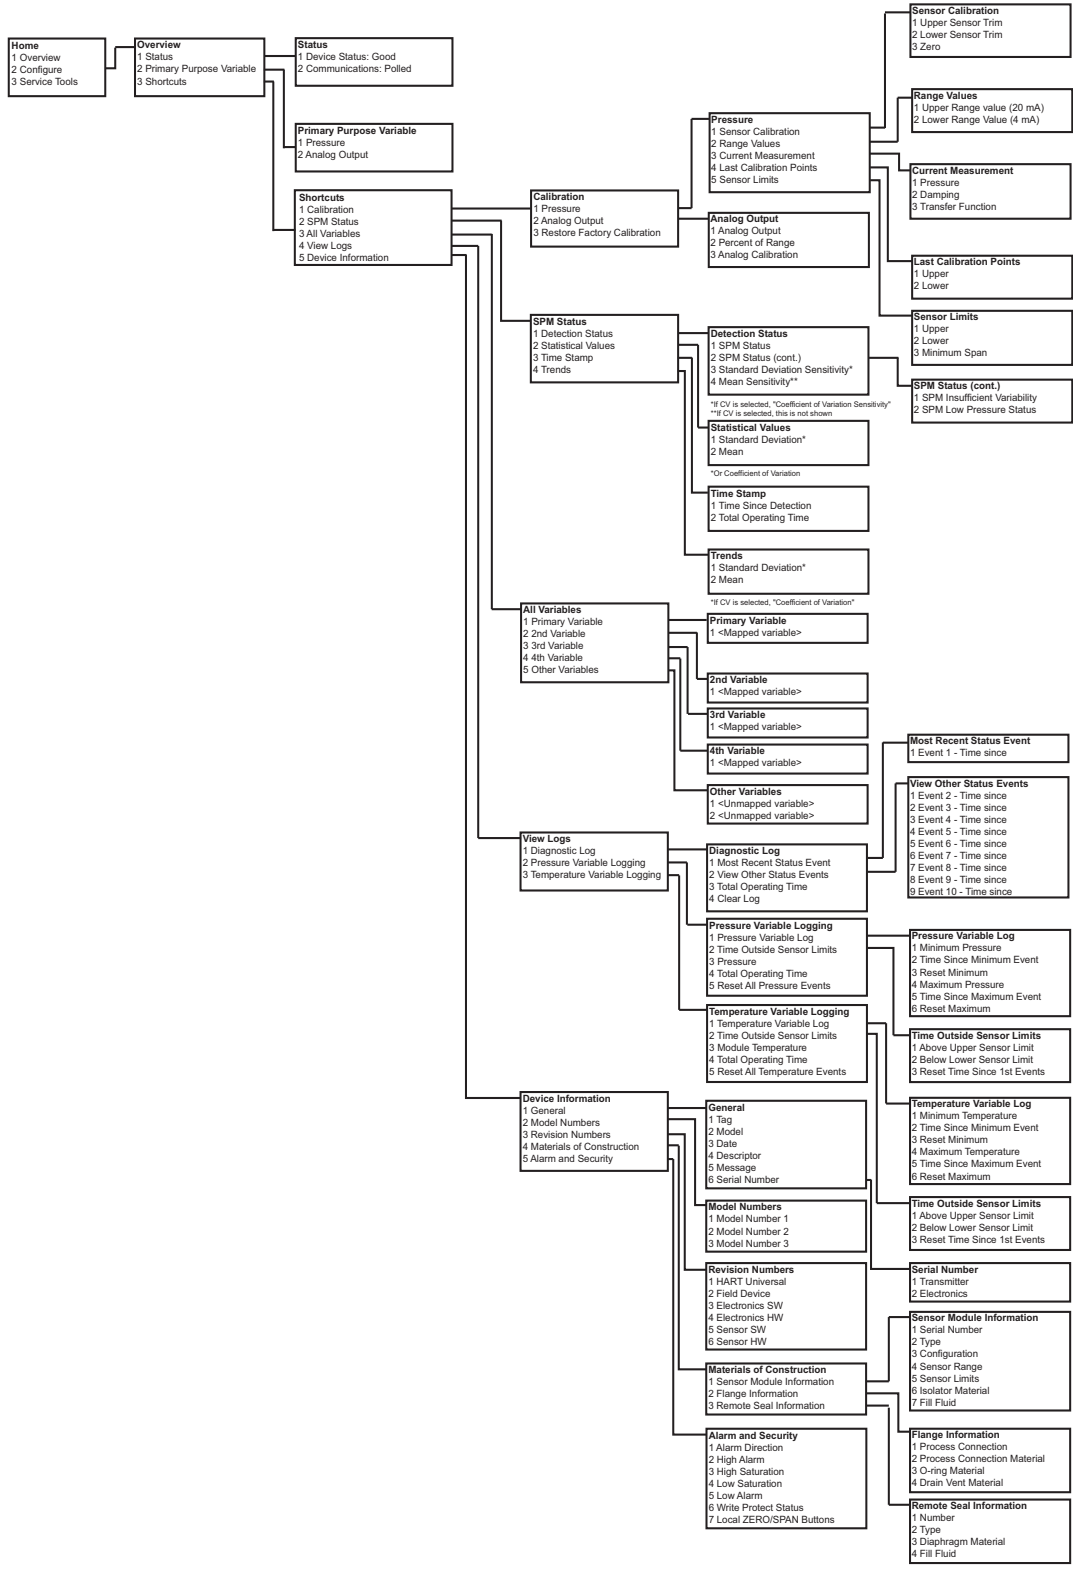 Home
1 Overview
2 Configure
3 Service Tools
Overview
1 Status
2 Primary Purpose Variable
3 Shortcuts
Status
1 Device Status: Good
2 Communications: Polled
Primary Purpose Variable
1 Pressure
2 Analog Output
Shortcuts
1 Calibration
2 SPM Status
3 All Variables
4 View Logs
5 Device Information
Calibration
1 Pressure
2 Analog Output
3 Restore Factory Calibration
Pressure
1 Sensor Calibration
2 Range Values
3 Current Measurement
4 Last Calibration Points
5 Sensor Limits
Analog Output
1 Analog Output
2 Percent of Range
3 Analog Calibration
Sensor Calibration
1 Upper Sensor Trim
2 Lower Sensor Trim
3 Zero
Range Values
1 Upper Range value (20 mA)
2 Lower Range Value (4 mA)
Current Measurement
1 Pressure
2 Damping
3 Transfer Function
Last Calibration Points
1 Upper
2 Lower
Sensor Limits
1 Upper
2 Lower
3 Minimum Span
SPM Status
1 Detection Status
2 Statistical Values
3 Time Stamp
4 Trends
Detection Status
1 SPM Status
2 SPM Status (cont.)
3 Standard Deviation Sensitivity*
4 Mean Sensitivity**
*If CV is selected, "Coefficient of Variation Sensitivity"
**If CV is selected, this is not shown
SPM Status (cont.)
1 SPM Insufficient Variability
2 SPM Low Pressure Status
Statistical Values
1 Standard Deviation*
2 Mean
*Or Coefficient of Variation
Time Stamp
1 Time Since Detection
2 Total Operating Time
Trends
1 Standard Deviation*
2 Mean
*If CV is selected, "Coefficient of Variation"
All Variables
1 Primary Variable
2 2nd Variable
3 3rd Variable
4 4th Variable
5 Other Variables
Primary Variable
1 <Mapped variable>
2nd Variable
1 <Mapped variable>
3rd Variable
1 <Mapped variable>
4th Variable
1 <Mapped variable>
Other Variables
1 <Unmapped variable>
2 <Unmapped variable>
View Logs
1 Diagnostic Log
2 Pressure Variable Logging
3 Temperature Variable Logging
Diagnostic Log
1 Most Recent Status Event
2 View Other Status Events
3 Total Operating Time
4 Clear Log
Most Recent Status Event
1 Event 1 - Time since
View Other Status Events
1 Event 2 - Time since
2 Event 3 - Time since
3 Event 4 - Time since
4 Event 5 - Time since
5 Event 6 - Time since
6 Event 7 - Time since
7 Event 8 - Time since
8 Event 9 - Time since
9 Event 10 - Time since
Pressure Variable Logging
1 Pressure Variable Log
2 Time Outside Sensor Limits
3 Pressure
4 Total Operating Time
5 Reset All Pressure Events
Pressure Variable Log
1 Minimum Pressure
2 Time Since Minimum Event
3 Reset Minimum
4 Maximum Pressure
5 Time Since Maximum Event
6 Reset Maximum
Time Outside Sensor Limits
1 Above Upper Sensor Limit
2 Below Lower Sensor Limit
3 Reset Time Since 1st Events
Temperature Variable Logging
1 Temperature Variable Log
2 Time Outside Sensor Limits
3 Module Temperature
4 Total Operating Time
5 Reset All Temperature Events
Temperature Variable Log
1 Minimum Temperature
2 Time Since Minimum Event
3 Reset Minimum
4 Maximum Temperature
5 Time Since Maximum Event
6 Reset Maximum
Time Outside Sensor Limits
1 Above Upper Sensor Limit
2 Below Lower Sensor Limit
3 Reset Time Since 1st Events
Device Information
1 General
2 Model Numbers
3 Revision Numbers
4 Materials of Construction
5 Alarm and Security
General
1 Tag
2 Model
3 Date
4 Descriptor
5 Message
6 Serial Number
Serial Number
1 Transmitter
2 Electronics
Model Numbers
1 Model Number 1
2 Model Number 2
3 Model Number 3
Revision Numbers
1 HART Universal
2 Field Device
3 Electronics SW
4 Electronics HW
5 Sensor SW
6 Sensor HW
Materials of Construction
1 Sensor Module Information
2 Flange Information
3 Remote Seal Information
Sensor Module Information
1 Serial Number
2 Type
3 Configuration
4 Sensor Range
5 Sensor Limits
6 Isolator Material
7 Fill Fluid
Flange Information
1 Process Connection
2 Process Connection Material
3 O-ring Material
4 Drain Vent Material
Remote Seal Information
1 Number
2 Type
3 Diaphragm Material
4 Fill Fluid
Alarm and Security
1 Alarm Direction
2 High Alarm
3 High Saturation
4 Low Saturation
5 Low Alarm
6 Write Protect Status
7 Local ZERO/SPAN Buttons